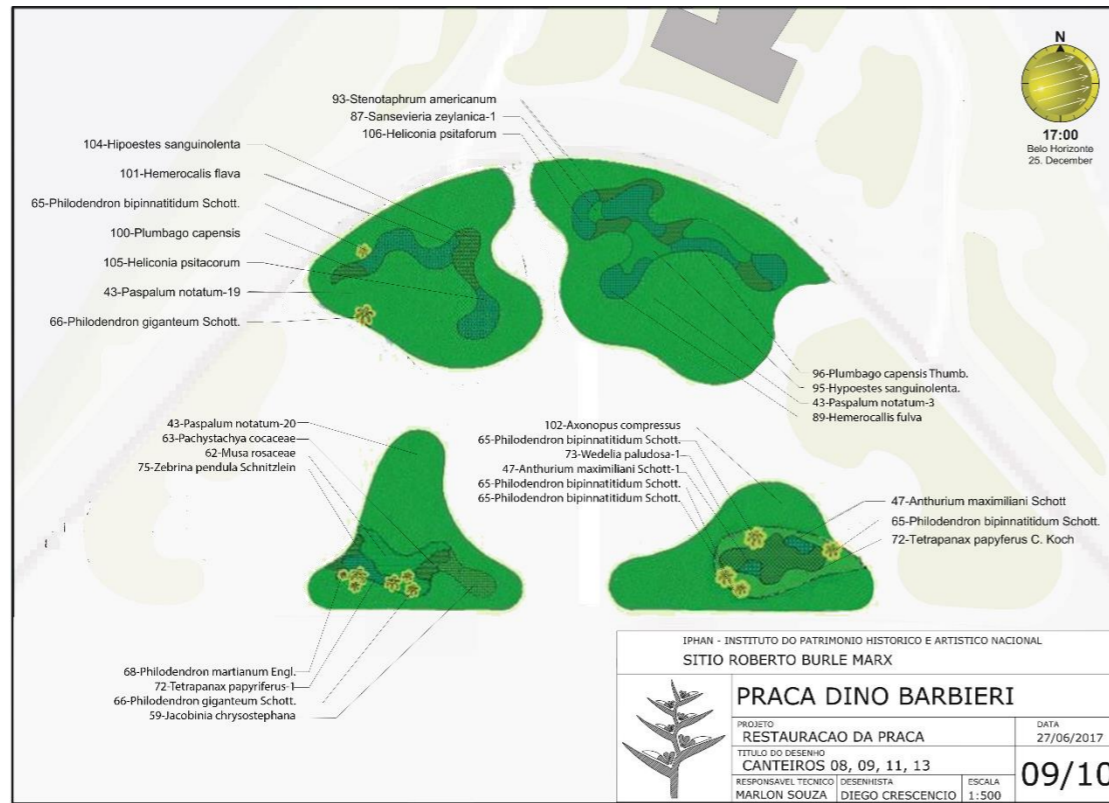 N
17:00
Belo Horizonte
25. December
93-Stenotaphrum americanum
87-Sansevieria zeylanica-1
106-Heliconia psitaforum
104-Hipoestes sanguinolenta
101-Hemerocalis flava
65-Philodendron bipinnatitidum Schott.
100-Plumbago capensis
105-Heliconia psitacorum
43-Paspalum notatum-19
66-Philodendron giganteum Schott.
96-Plumbago capensis Thumb.
95-Hypoestes sanguinolenta.
43-Paspalum notatum-3
89-Hemerocallis fulva
43-Paspalum notatum-20
63-Pachystachya cocaceae
62-Musa rosaceae
75-Zebrina pendula Schnitzlein
102-Axonopus compressus
65-Philodendron bipinnatitidum Schott.
73-Wedelia paludosa-1
47-Anthurium maximiliani Schott-1
65-Philodendron bipinnatitidum Schott.
65-Philodendron bipinnatitidum Schott.
47-Anthurium maximiliani Schott
65-Philodendron bipinnatitidum Schott.
72-Tetrapanax papyferus C. Koch
68-Philodendron martianum Engl.
72-Tetrapanax papyriferus-1
66-Philodendron giganteum Schott.
59-Jacobinia chrysostephana
IPHAN - INSTITUTO DO PATRIMONIO HISTORICO E ARTISTICO NACIONAL
SITIO ROBERTO BURLE MARX
PRACA DINO BARBIERI
PROJETO
RESTAURACAO DA PRACA
DATA
27/06/2017
TITULO DO DESENHO
CANTEIROS 08, 09, 11, 13
RESPONSAVEL TECNICO
MARLON SOUZA
DESENHISTA
DIEGO CRESCENCIO
ESCALA
1:500
09/10